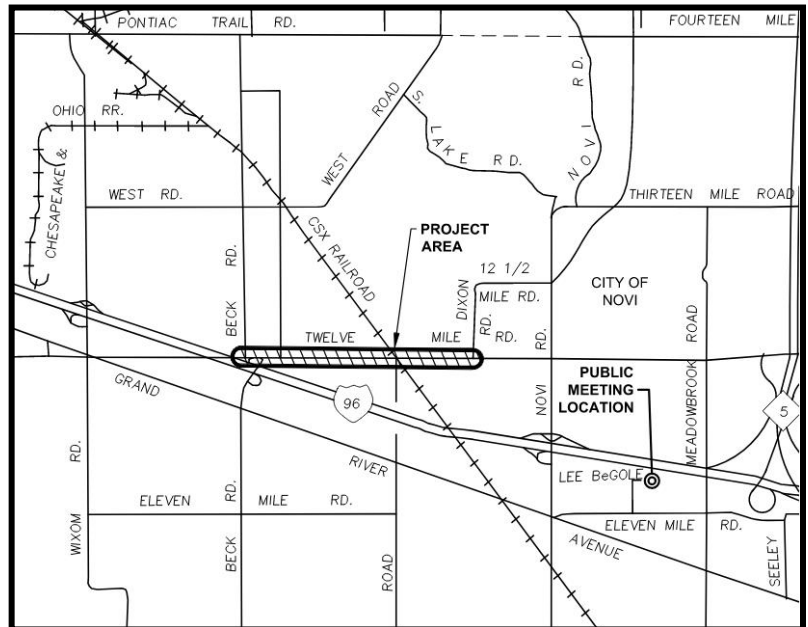 PONTIAC TRAIL RD.
FOURTEEN MILE
OHIO RR.
CHESAPEAKE &
WEST ROAD
S. LAKE RD.
NOVI RD.
WEST RD.
THIRTEEN MILE ROAD
CSX RAILROAD
PROJECT
AREA
BECK RD.
12 1/2
MILE RD.
DIXON RD.
CITY OF
NOVI
TWELVE MILE RD.
NOVI RD.
MEADOWBROOK ROAD
PUBLIC
MEETING
LOCATION
96
5
GRAND RIVER AVENUE
LEE BeGOLE
WIXOM RD.
ELEVEN MILE RD.
BECK RD.
ROAD
ELEVEN MILE RD.
SEELEY